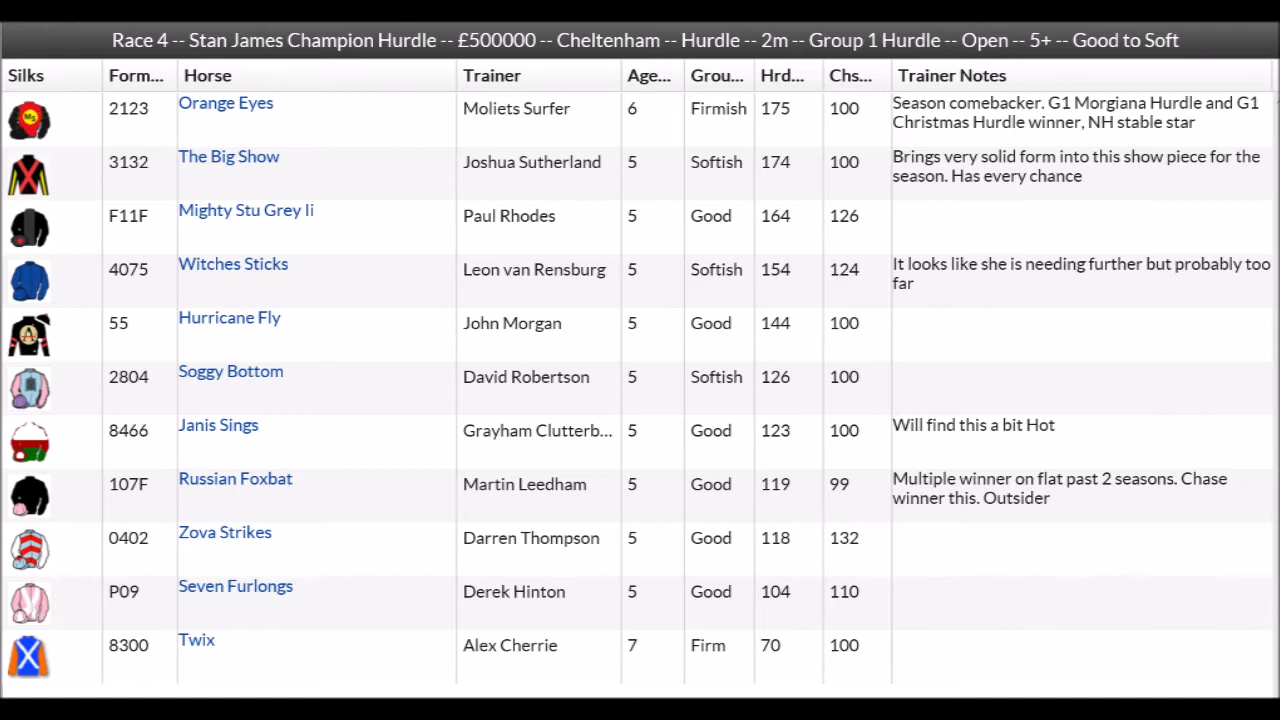 Race 4 -- Stan James Champion Hurdle -- £500000 -- Cheltenham -- Hurdle -- 2m -- Group 1 Hurdle -- Open -- 5+ -- Good to Soft
Silks Form... Horse Trainer Age... Grou... Hrd... Chs... Trainer Notes
2123 Orange Eyes Moliets Surfer 6 Firmish 175 100 Season comebacker. G1 Morgiana Hurdle and G1
Christmas Hurdle winner, NH stable star
3132 The Big Show Joshua Sutherland 5 Softish 174 100 Brings very solid form into this show piece for the
season. Has every chance
F11F Mighty Stu Grey Ii Paul Rhodes 5 Good 164 126
4075 Witches Sticks Leon van Rensburg 5 Softish 154 124 It looks like she is needing further but probably too
far
55 Hurricane Fly John Morgan 5 Good 144 100
2804 Soggy Bottom David Robertson 5 Softish 126 100
8466 Janis Sings Grayham Clutterb... 5 Good 123 100 Will find this a bit Hot
107F Russian Foxbat Martin Leedham 5 Good 119 99 Multiple winner on flat past 2 seasons. Chase
winner this. Outsider
0402 Zova Strikes Darren Thompson 5 Good 118 132
P09 Seven Furlongs Derek Hinton 5 Good 104 110
8300 Twix Alex Cherrie 7 Firm 70 100